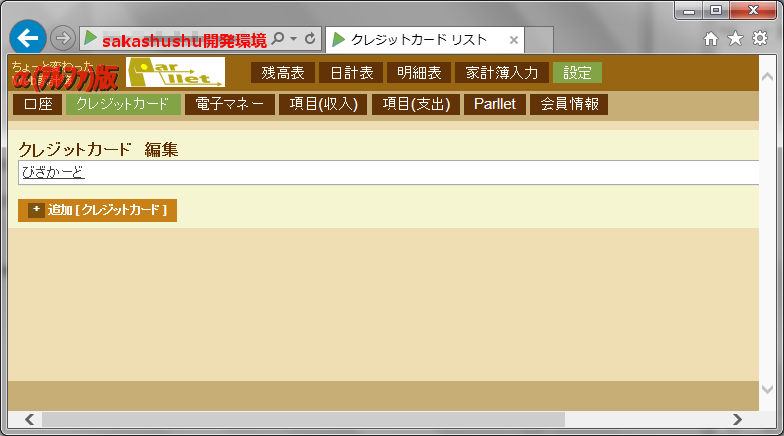 sakashushu開発環境
クレジットカード リスト
ちょっと変わった
α(アルファ)版
Parllet
残高表 日計表 明細表 家計簿入力 設定
口座 クレジットカード 電子マネー 項目(収入) 項目(支出) Parllet 会員情報
クレジットカード 編集
びざかーど
+ 追加 [ クレジットカード ]